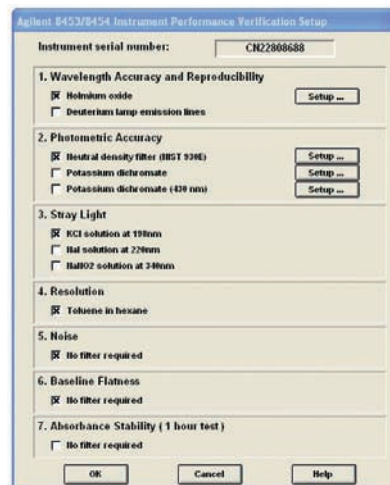 Agilent 8453/8454 Instrument Performance Verification Setup
Instrument serial number: CN22808688
1. Wavelength Accuracy and Reproducibility
Holmium oxide Setup ...
Deuterium lamp emission lines
2. Photometric Accuracy
Neutral density filter (NIST 930E) Setup ...
Potassium dichromate Setup ...
Potassium dichromate (430 nm) Setup ...
3. Stray Light
KCl solution at 198nm
NaI solution at 220nm
NaNO2 solution at 340nm
4. Resolution
Toluene in hexane
5. Noise
No filter required
6. Baseline Flatness
No filter required
7. Absorbance Stability ( 1 hour test )
No filter required
OK Cancel Help